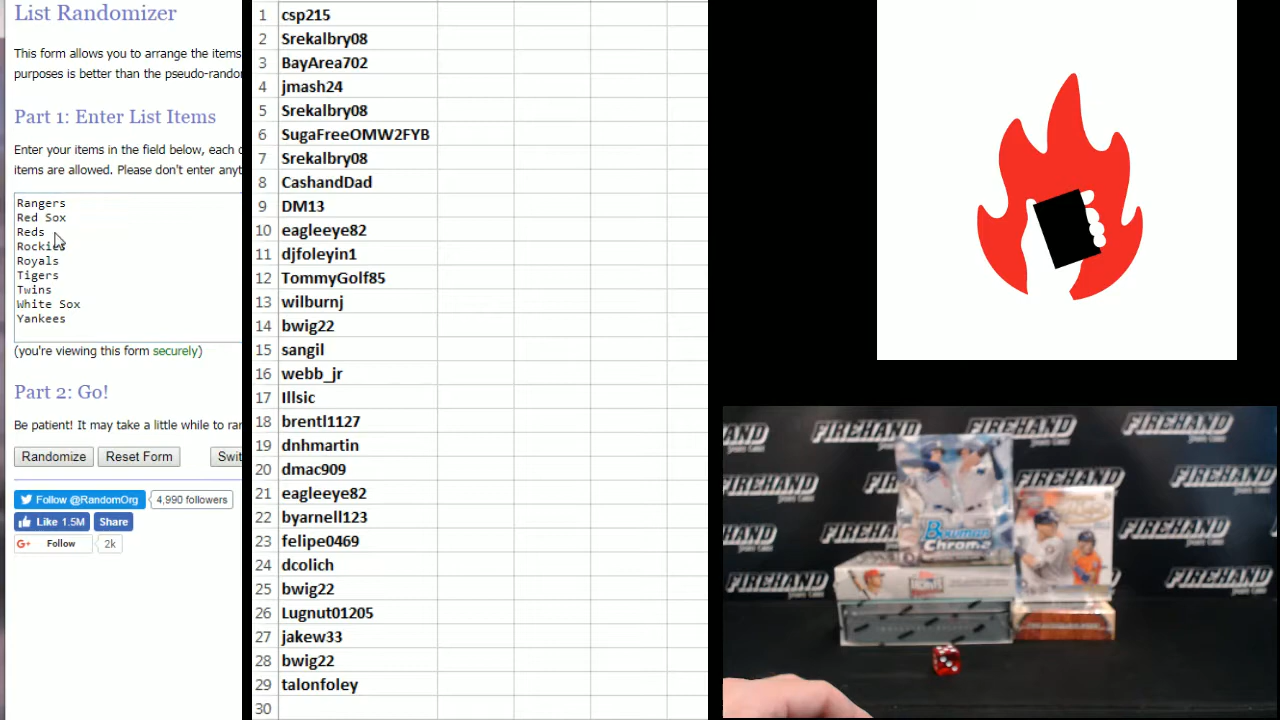 List Randomizer
This form allows you to arrange the items
purposes is better than the pseudo-rando
Part 1: Enter List Items
Enter your items in the field below, each o
items are allowed. Please don't enter anyt
Rangers
Red Sox
Reds
Rockies
Royals
Tigers
Twins
White Sox
Yankees
(you're viewing this form securely)
Part 2: Go!
Be patient! It may take a little while to rar
Randomize
Reset Form
Swit
Follow @RandomOrg
4,990 followers
Like 1.5M
Share
G+ Follow
2k
1 csp215
2 Srekalbry08
3 BayArea702
4 jmash24
5 Srekalbry08
6 SugaFreeOMW2FYB
7 Srekalbry08
8 CashandDad
9 DM13
10 eagleeye82
11 djfoleyin1
12 TommyGolf85
13 wilburnj
14 bwig22
15 sangil
16 webb_jr
17 Illsic
18 brentl1127
19 dnhmartin
20 dmac909
21 eagleeye82
22 byarnell123
23 felipe0469
24 dcolich
25 bwig22
26 Lugnut01205
27 jakew33
28 bwig22
29 talonfoley
30
FIREHAND
Bowman
Chrome